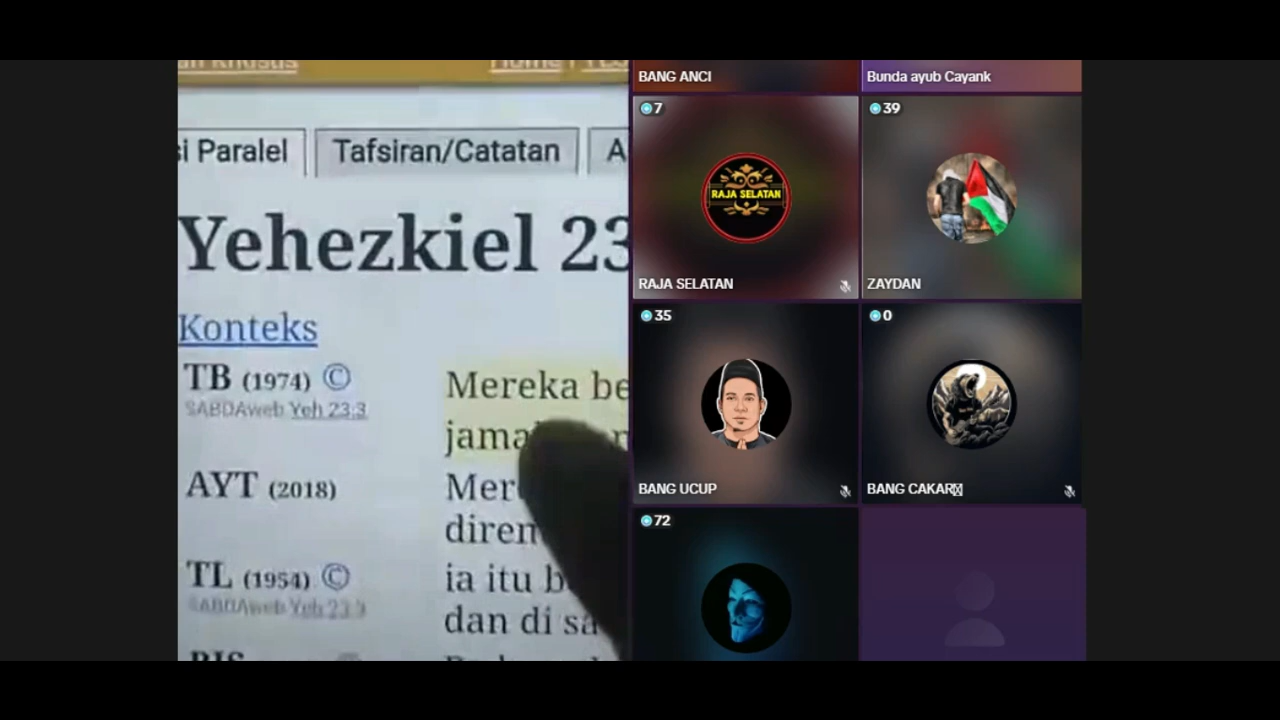 si Paralel
Tafsiran/Catatan
A
Yehezkiel 23
Konteks
TB (1974) ©
SABDAweb Yeh 23:3
Mereka be
jama
AYT (2018)
Mer
diren
TL (1954) ©
SABDAweb Yeh 23:3
ia itu b
dan di sa
BIS
BANG ANCI
Bunda ayub Cayank
7
RAJA SELATAN
RAJA SELATAN
39
ZAYDAN
35
BANG UCUP
0
BANG CAKAR
72